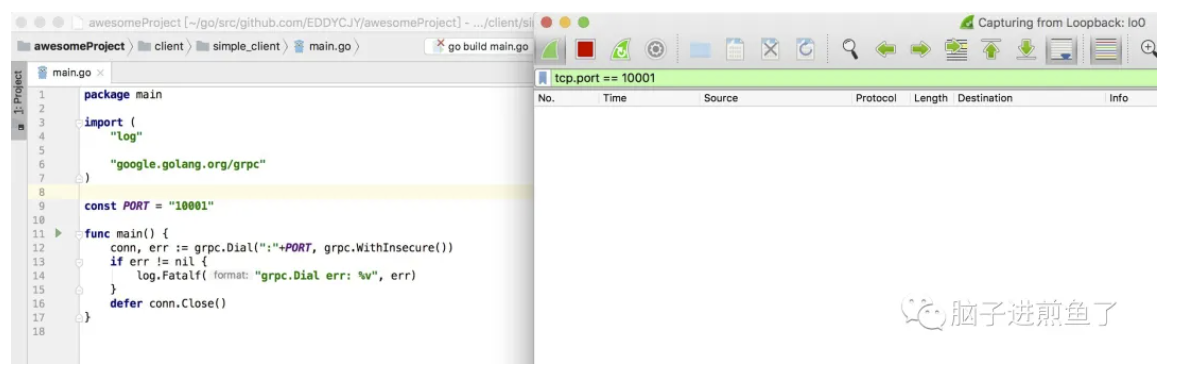 awesomeProject [~/go/src/github.com/EDDYCJY/awesomeProject] - .../client/si
awesomeProject client simple_client main.go go build main.go
1: Project
main.go
1 package main
2
3 import (
4 "log"
5
6 "google.golang.org/grpc"
7 )
8
9 const PORT = "10001"
10
11 func main() {
12 conn, err := grpc.Dial(":"+PORT, grpc.WithInsecure())
13 if err != nil {
14 log.Fatalf( format: "grpc.Dial err: %v", err)
15 }
16 defer conn.Close()
17 }
18
Capturing from Loopback: lo0
tcp.port == 10001
No. Time Source Protocol Length Destination Info
脑子进煎鱼了